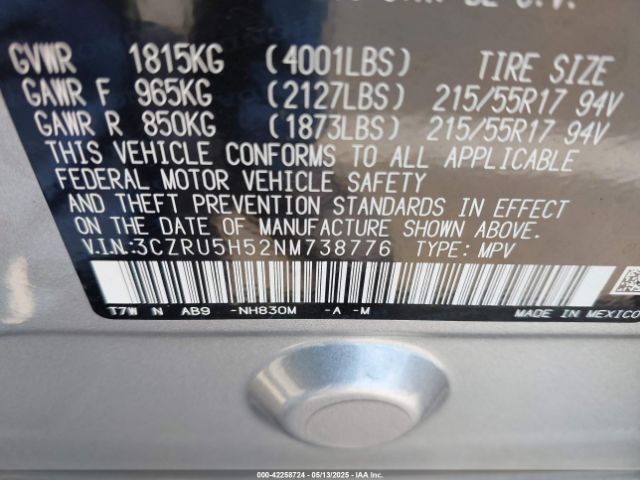 GVWR 1815KG (4001LBS) TIRE SIZE
GAWR F 965KG (2127LBS) 215/55R17 94V
GAWR R 850KG (1873LBS) 215/55R17 94V
THIS VEHICLE CONFORMS TO ALL APPLICABLE
FEDERAL MOTOR VEHICLE SAFETY
AND THEFT PREVENTION STANDARDS IN EFFECT
ON THE DATE OF MANUFACTURE SHOWN ABOVE.
V.I.N:3CZRU5H52NM738776 TYPE: MPV
T7W N AB9 -NH830M -A -M
MADE IN MEXICO
000-42258724 05/13/2025 IAA Inc.